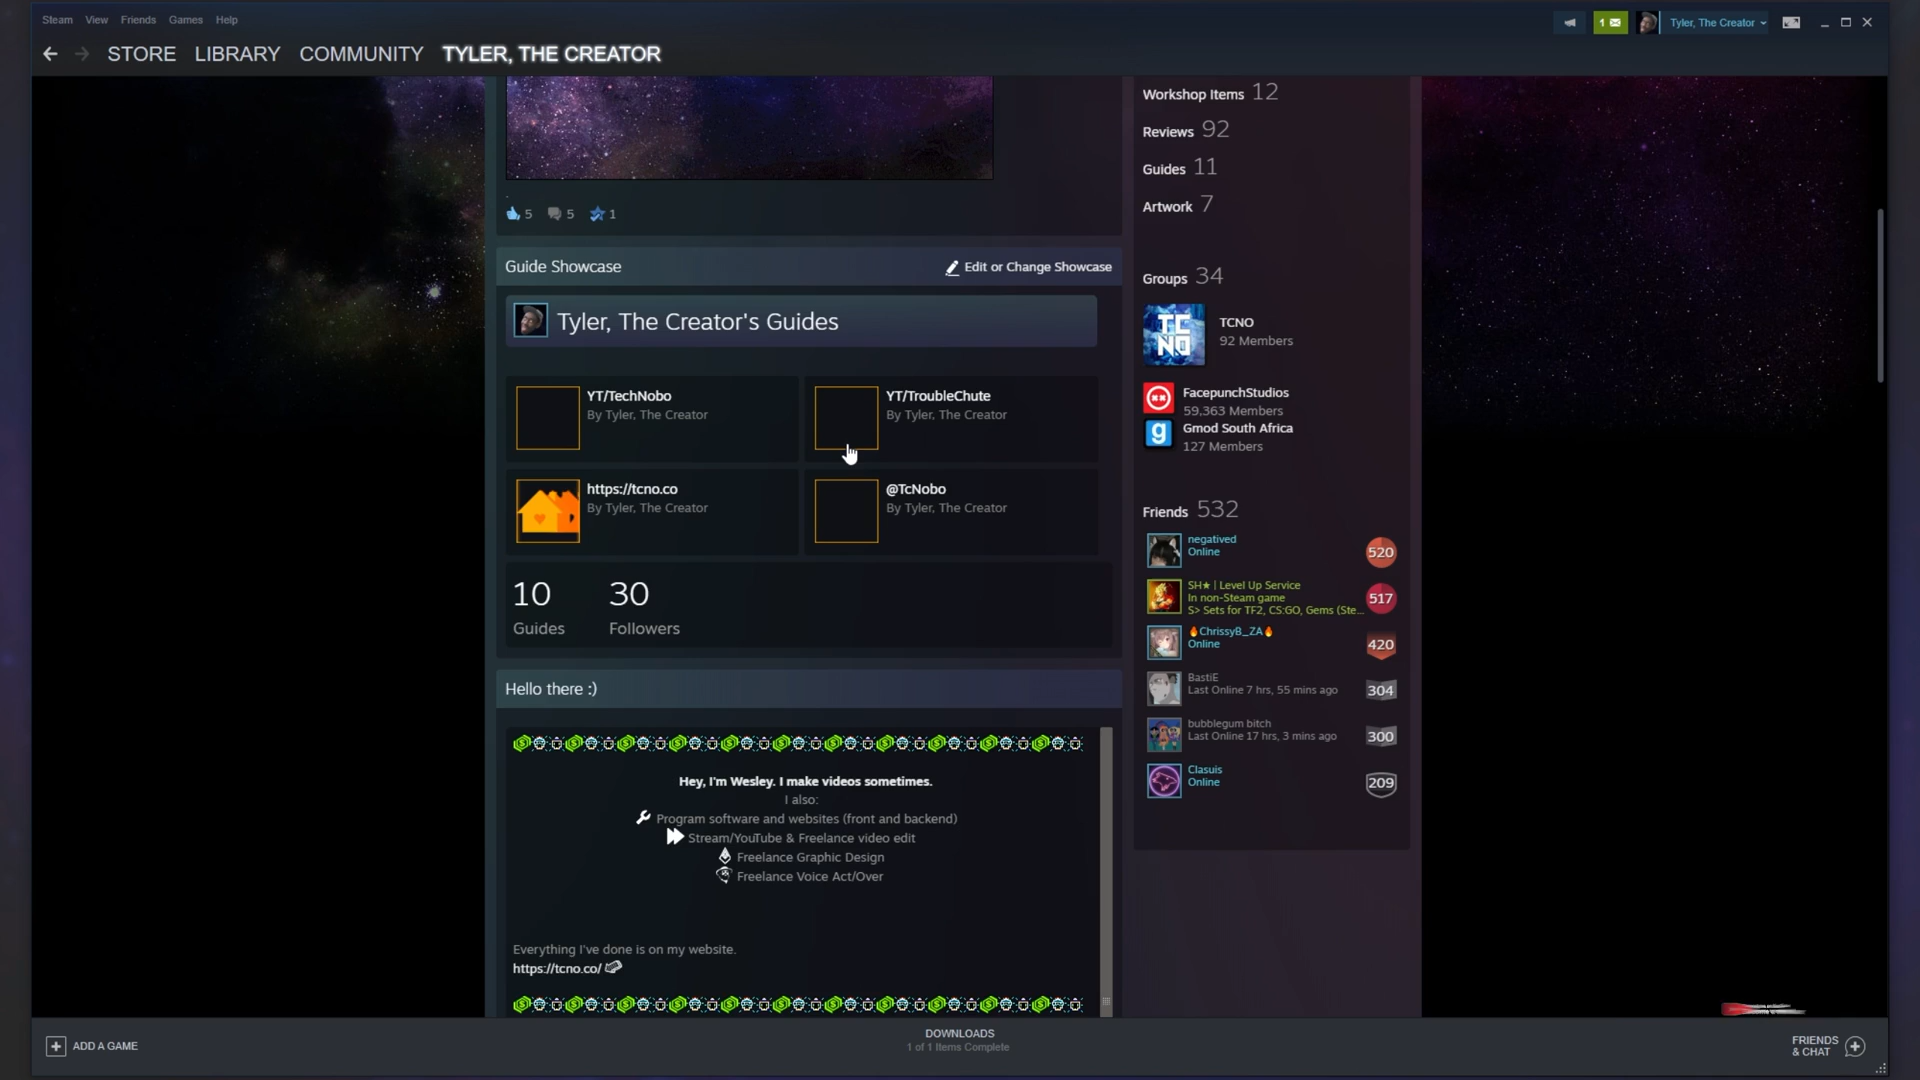 Steam View Friends Games Help
1
Tyler, The Creator
STORE LIBRARY COMMUNITY TYLER, THE CREATOR
5 5 1
Guide Showcase
Edit or Change Showcase
Tyler, The Creator's Guides
YT/TechNobo
By Tyler, The Creator
YT/TroubleChute
By Tyler, The Creator
https://tcno.co
By Tyler, The Creator
@TcNobo
By Tyler, The Creator
10
Guides
30
Followers
Hello there :)
Hey, I'm Wesley. I make videos sometimes.
I also:
Program software and websites (front and backend)
Stream/YouTube & Freelance video edit
Freelance Graphic Design
Freelance Voice Act/Over
Everything I've done is on my website.
https://tcno.co/
Workshop Items 12
Reviews 92
Guides 11
Artwork 7
Groups 34
TC
NO
TCNO
92 Members
FacepunchStudios
59,363 Members
g
Gmod South Africa
127 Members
Friends 532
negatived
Online
520
SH★ | Level Up Service
In non-Steam game
S> Sets for TF2, CS:GO, Gems (Ste...
517
🔥ChrissyB_ZA🔥
Online
420
BastiE
Last Online 7 hrs, 55 mins ago
304
bubblegum bitch
Last Online 17 hrs, 3 mins ago
300
Clasuis
Online
209
ADD A GAME
DOWNLOADS
1 of 1 Items Complete
FRIENDS
& CHAT